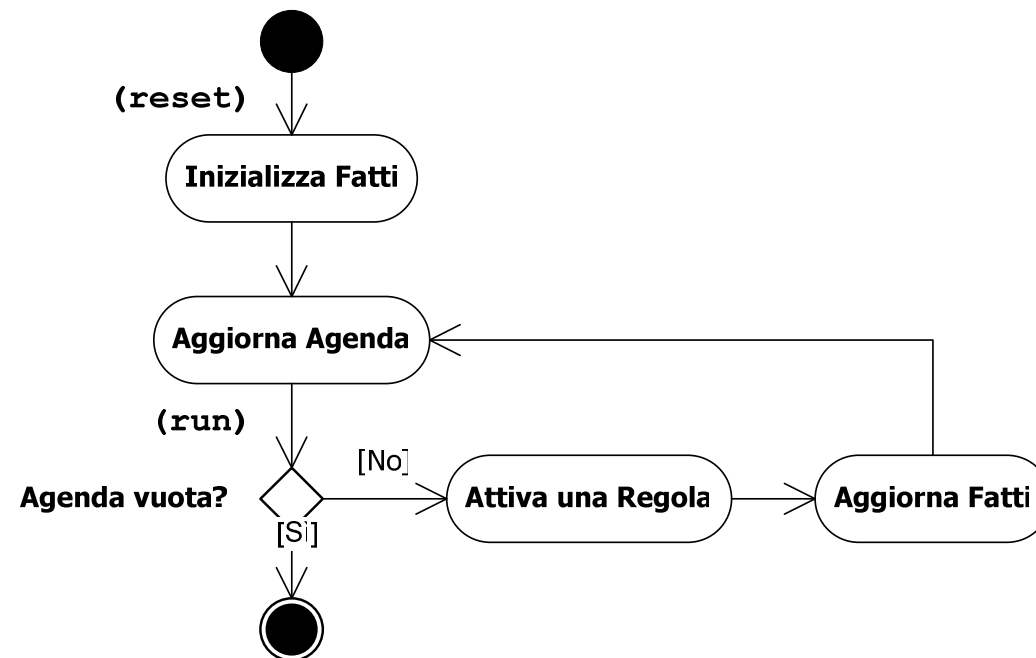 (reset)
Inizializza Fatti
Aggiorna Agenda
(run)
[No]
Agenda vuota?
Attiva una Regola
Aggiorna Fatti
[Sì]